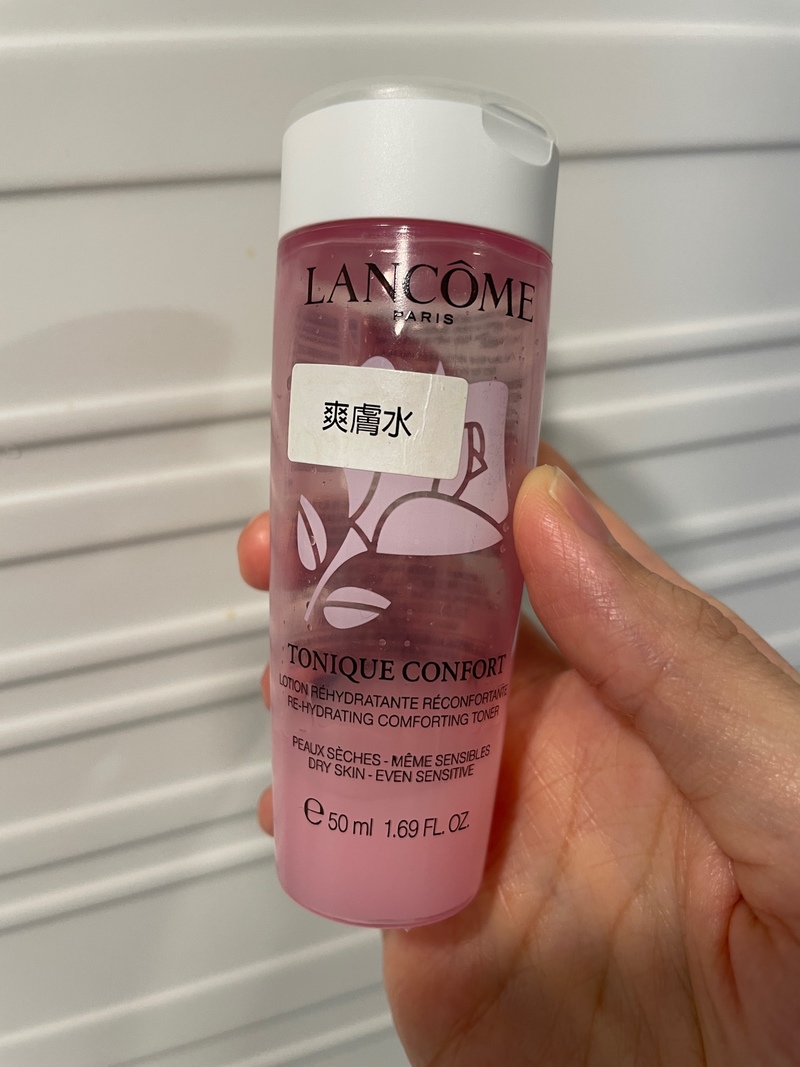 LANCÔME
PARIS
爽膚水
TONIQUE CONFORT
LOTION RÉHYDRATANTE RÉCONFORTANTE
RE-HYDRATING COMFORTING TONER
PEAUX SÈCHES - MÊME SENSIBLES
DRY SKIN - EVEN SENSITIVE
e 50 ml 1.69 FL. OZ.